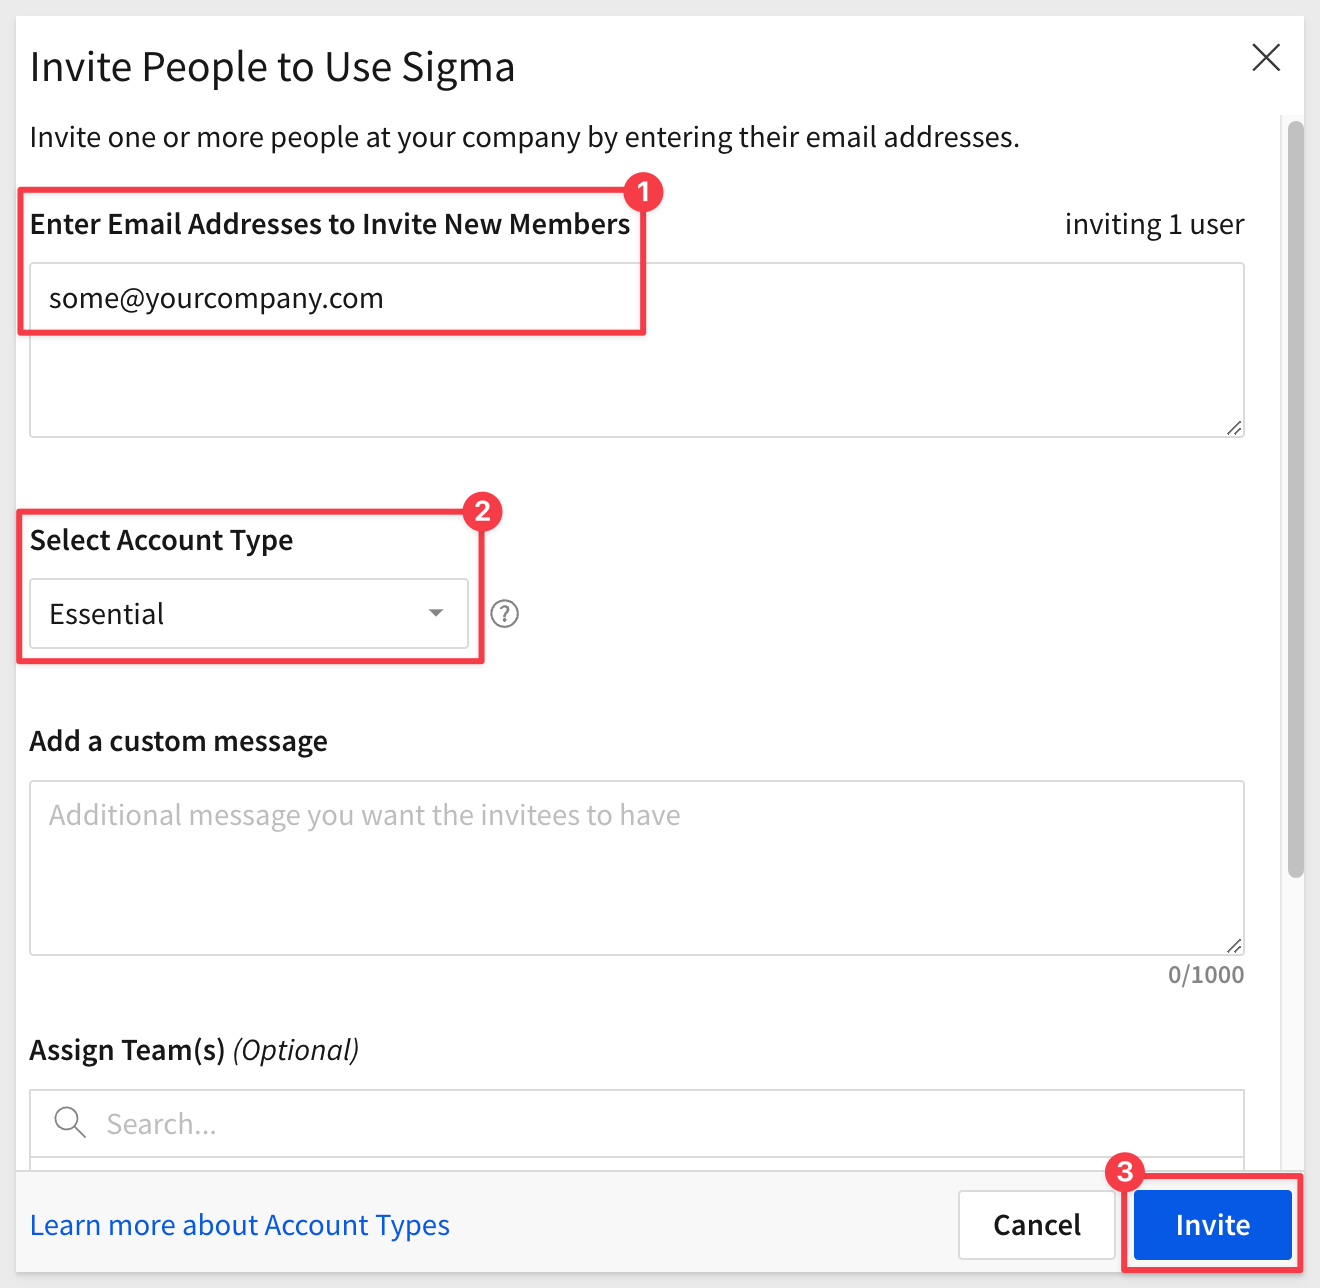 Invite People to Use Sigma
Invite one or more people at your company by entering their email addresses.
1
Enter Email Addresses to Invite New Members
inviting 1 user
some@yourcompany.com
2
Select Account Type
Essential
?
Add a custom message
Additional message you want the invitees to have
0/1000
Assign Team(s) (Optional)
Search...
3
Learn more about Account Types
Cancel
Invite